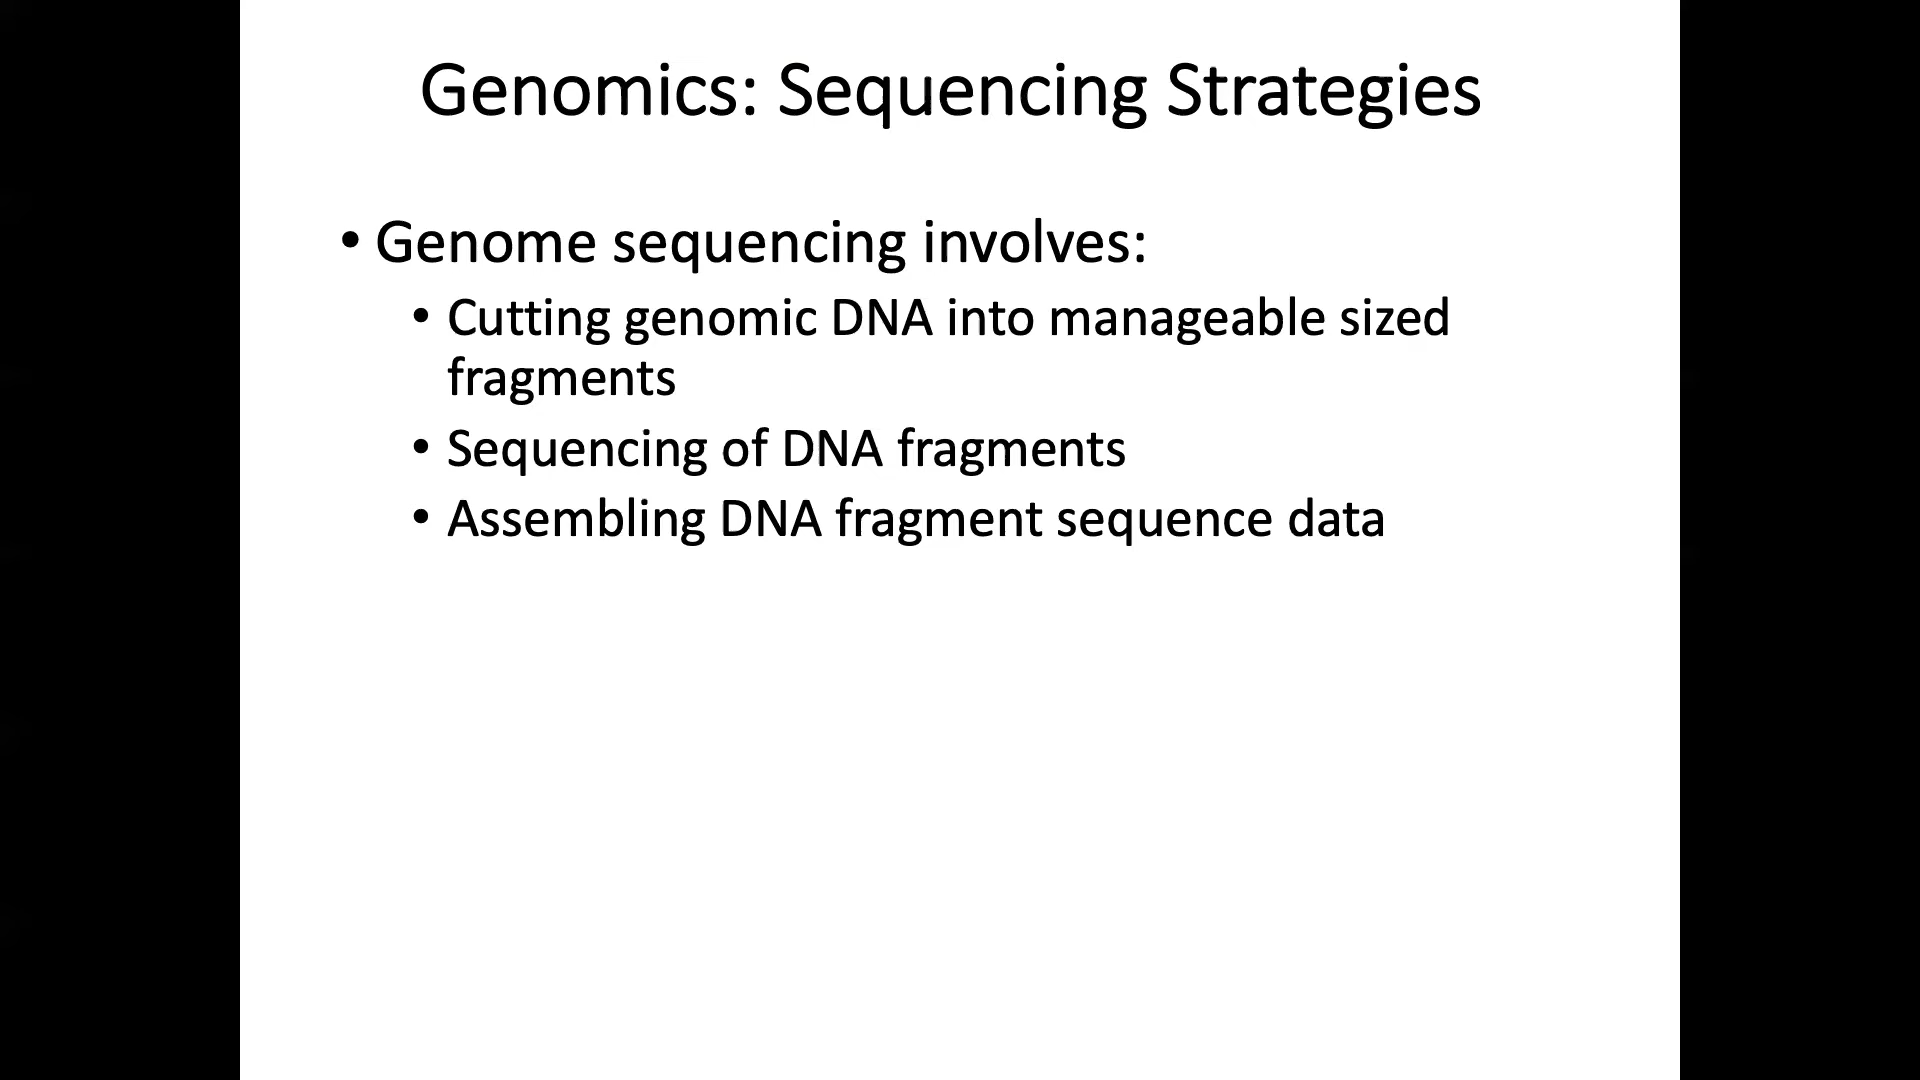 Genomics: Sequencing Strategies
• Genome sequencing involves:
• Cutting genomic DNA into manageable sized
fragments
• Sequencing of DNA fragments
• Assembling DNA fragment sequence data